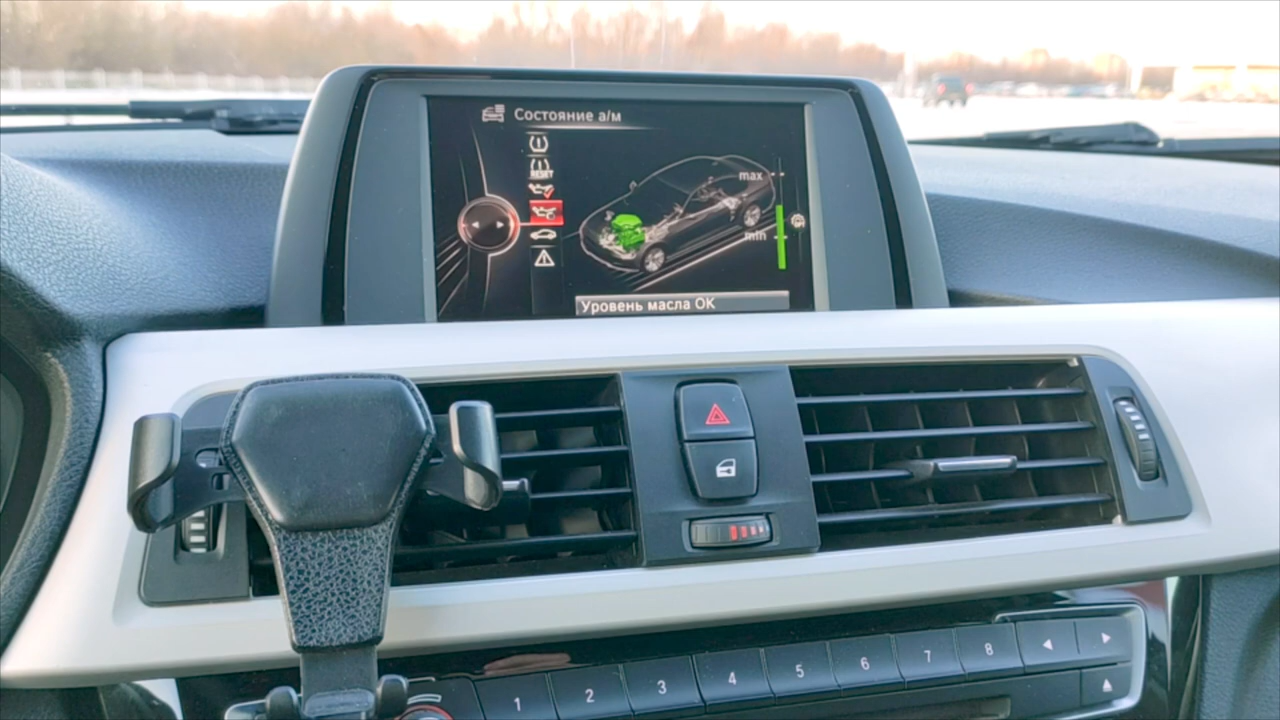 Состояние а/м
RESET
max
min
Уровень масла OK
1 2 3 4 5 6 7 8